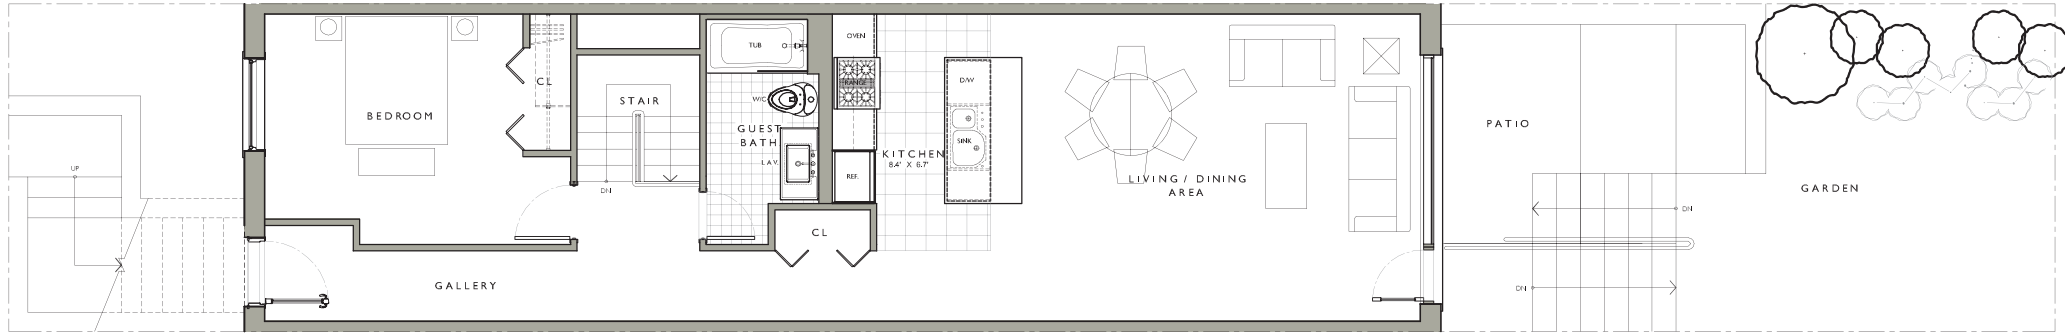 UP
BEDROOM
CL
STAIR
DN
TUB
W/C
GUEST
BATH
LAV.
OVEN
RANGE
KITCHEN
8.4' X 6.7'
REF.
D/W
SINK
CL
GALLERY
LIVING / DINING
AREA
PATIO
DN
DN
GARDEN